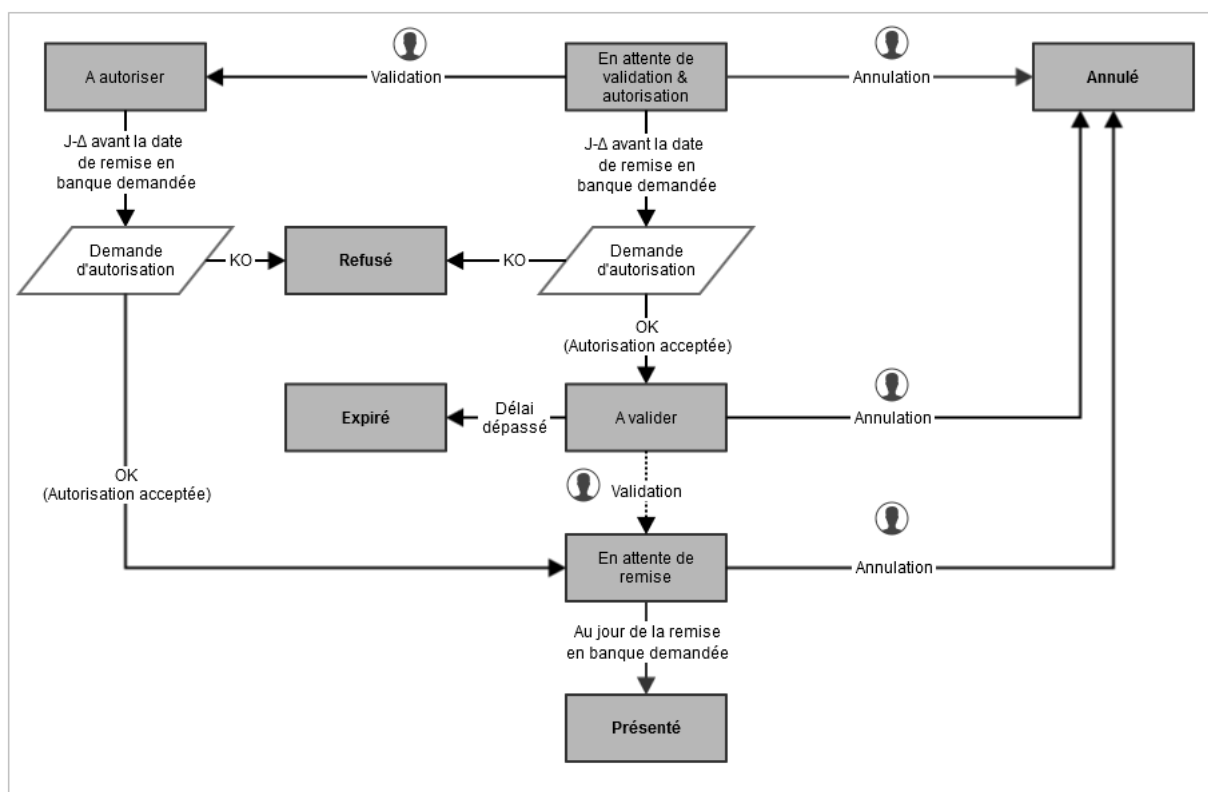 A autoriser
Validation
En attente de
validation &
autorisation
Annulation
Annulé
J-Δ avant la date
de remise en
banque demandée
J-Δ avant la date
de remise en
banque demandée
Demande
d'autorisation
KO
Refusé
KO
Demande
d'autorisation
OK
(Autorisation acceptée)
Expiré
Délai
dépassé
A valider
Annulation
OK
(Autorisation acceptée)
Validation
En attente de
remise
Annulation
Au jour de la remise
en banque demandée
Présenté